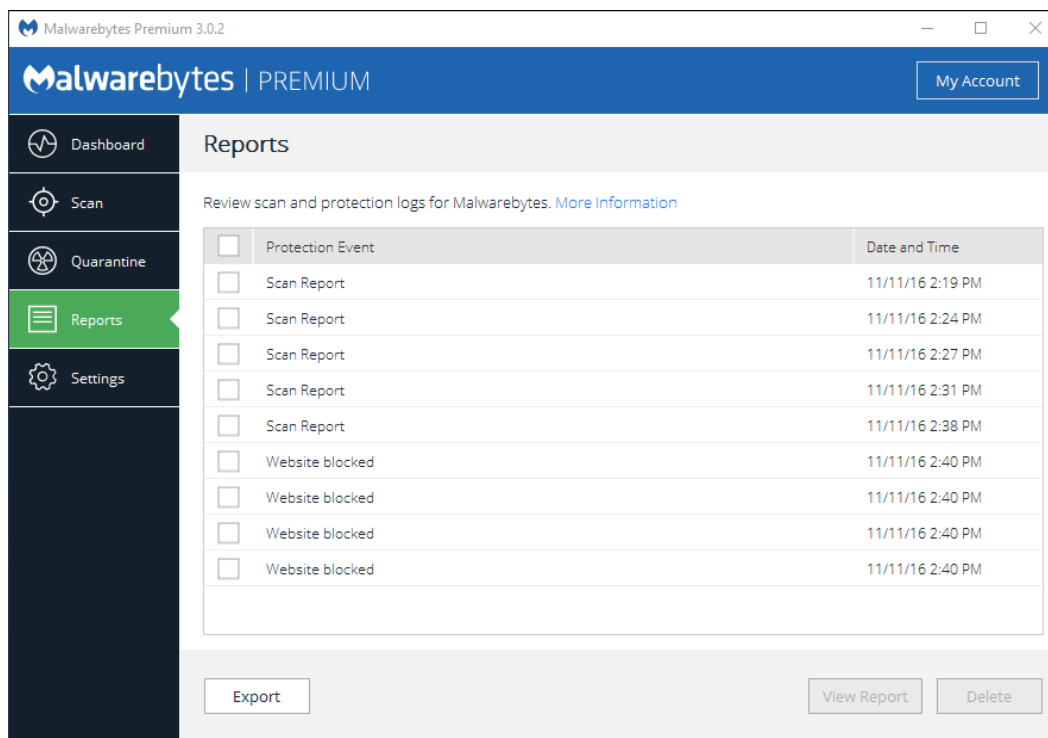 Malwarebytes Premium 3.0.2
Malwarebytes | PREMIUM
My Account
Dashboard
Scan
Quarantine
Reports
Settings
Reports
Review scan and protection logs for Malwarebytes. More Information
Protection Event Date and Time
Scan Report 11/11/16 2:19 PM
Scan Report 11/11/16 2:24 PM
Scan Report 11/11/16 2:27 PM
Scan Report 11/11/16 2:31 PM
Scan Report 11/11/16 2:38 PM
Website blocked 11/11/16 2:40 PM
Website blocked 11/11/16 2:40 PM
Website blocked 11/11/16 2:40 PM
Website blocked 11/11/16 2:40 PM
Export View Report Delete